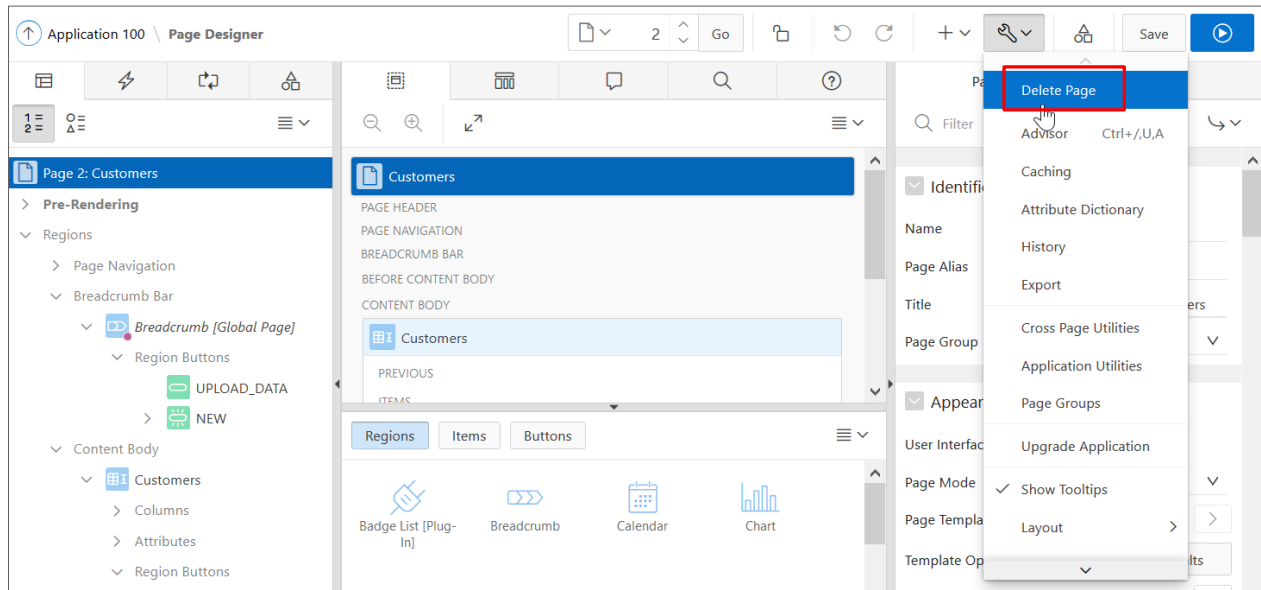 Application 100 \ Page Designer
2
Go
Save
Page 2: Customers
Pre-Rendering
Regions
Page Navigation
Breadcrumb Bar
Breadcrumb [Global Page]
Region Buttons
UPLOAD_DATA
NEW
Content Body
Customers
Columns
Attributes
Region Buttons
Customers
PAGE HEADER
PAGE NAVIGATION
BREADCRUMB BAR
BEFORE CONTENT BODY
CONTENT BODY
Customers
PREVIOUS
ITEMS
Regions
Items
Buttons
Badge List [Plug-
In]
Breadcrumb
Calendar
Chart
Pa
Filter
Identifi
Name
Page Alias
Title
ers
Page Group
Appear
User Interfac
Page Mode
Page Templa
Template Op
lts
Delete Page
Advisor Ctrl+/,U,A
Caching
Attribute Dictionary
History
Export
Cross Page Utilities
Application Utilities
Page Groups
Upgrade Application
Show Tooltips
Layout